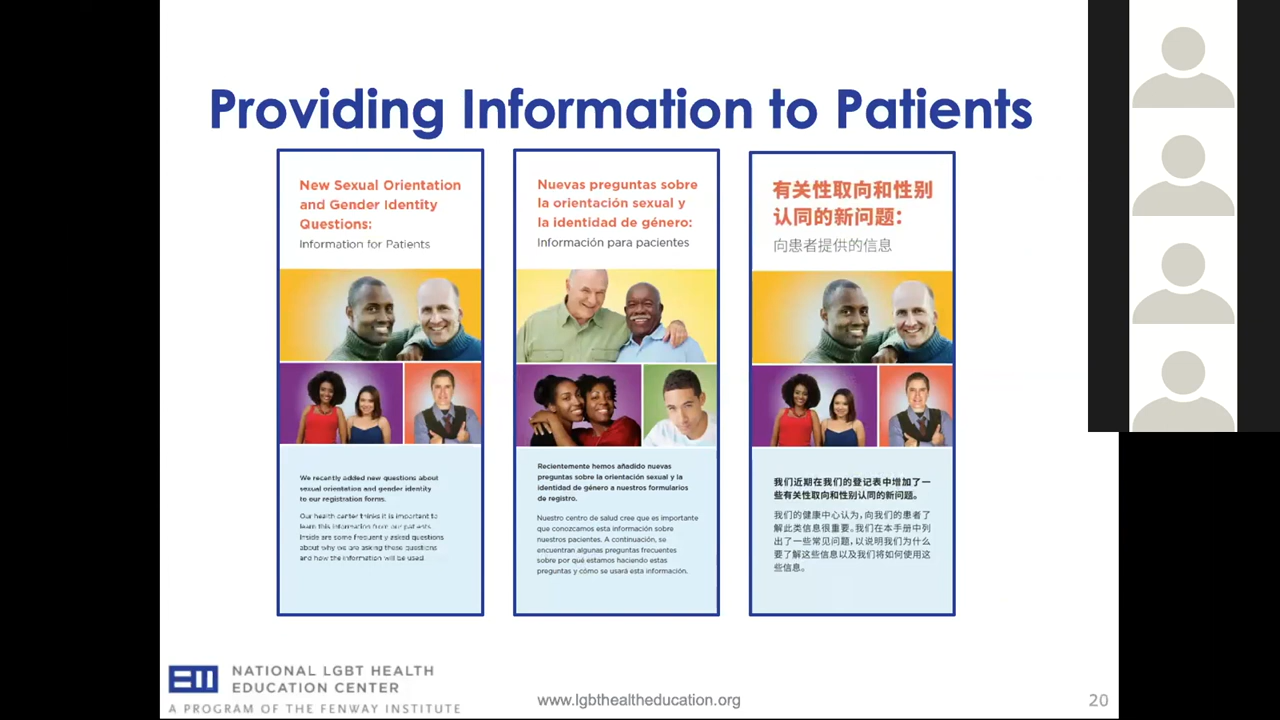 Providing Information to Patients
New Sexual Orientation
and Gender Identity
Questions:
Information for Patients
We recently added new questions about
sexual orientation and gender identity
to our registration forms.
Our health center thinks it is important to
learn this information from our patients.
Inside are some frequently asked questions
about why we are asking these questions
and how the information will be used.
Nuevas preguntas sobre
la orientación sexual y
la identidad de género:
Información para pacientes
Recientemente hemos añadido nuevas
preguntas sobre la orientación sexual y la
identidad de género a nuestros formularios
de registro.
Nuestro centro de salud cree que es importante
que conozcamos esta información sobre
nuestros pacientes. A continuación, se
encuentran algunas preguntas frecuentes
sobre por qué estamos haciendo estas
preguntas y cómo se usará esta información.
有关性取向和性别
认同的新问题：
向患者提供的信息
我们近期在我们的登记表中增加了一
些有关性取向和性别认同的新问题。
我们的健康中心认为，向我们的患者了
解此类信息很重要。我们在本手册中列
出了一些常见问题，以说明我们为什么
要了解这些信息以及我们将如何使用这
些信息。
NATIONAL LGBT HEALTH
EDUCATION CENTER
A PROGRAM OF THE FENWAY INSTITUTE
www.lgbthealtheducation.org
20